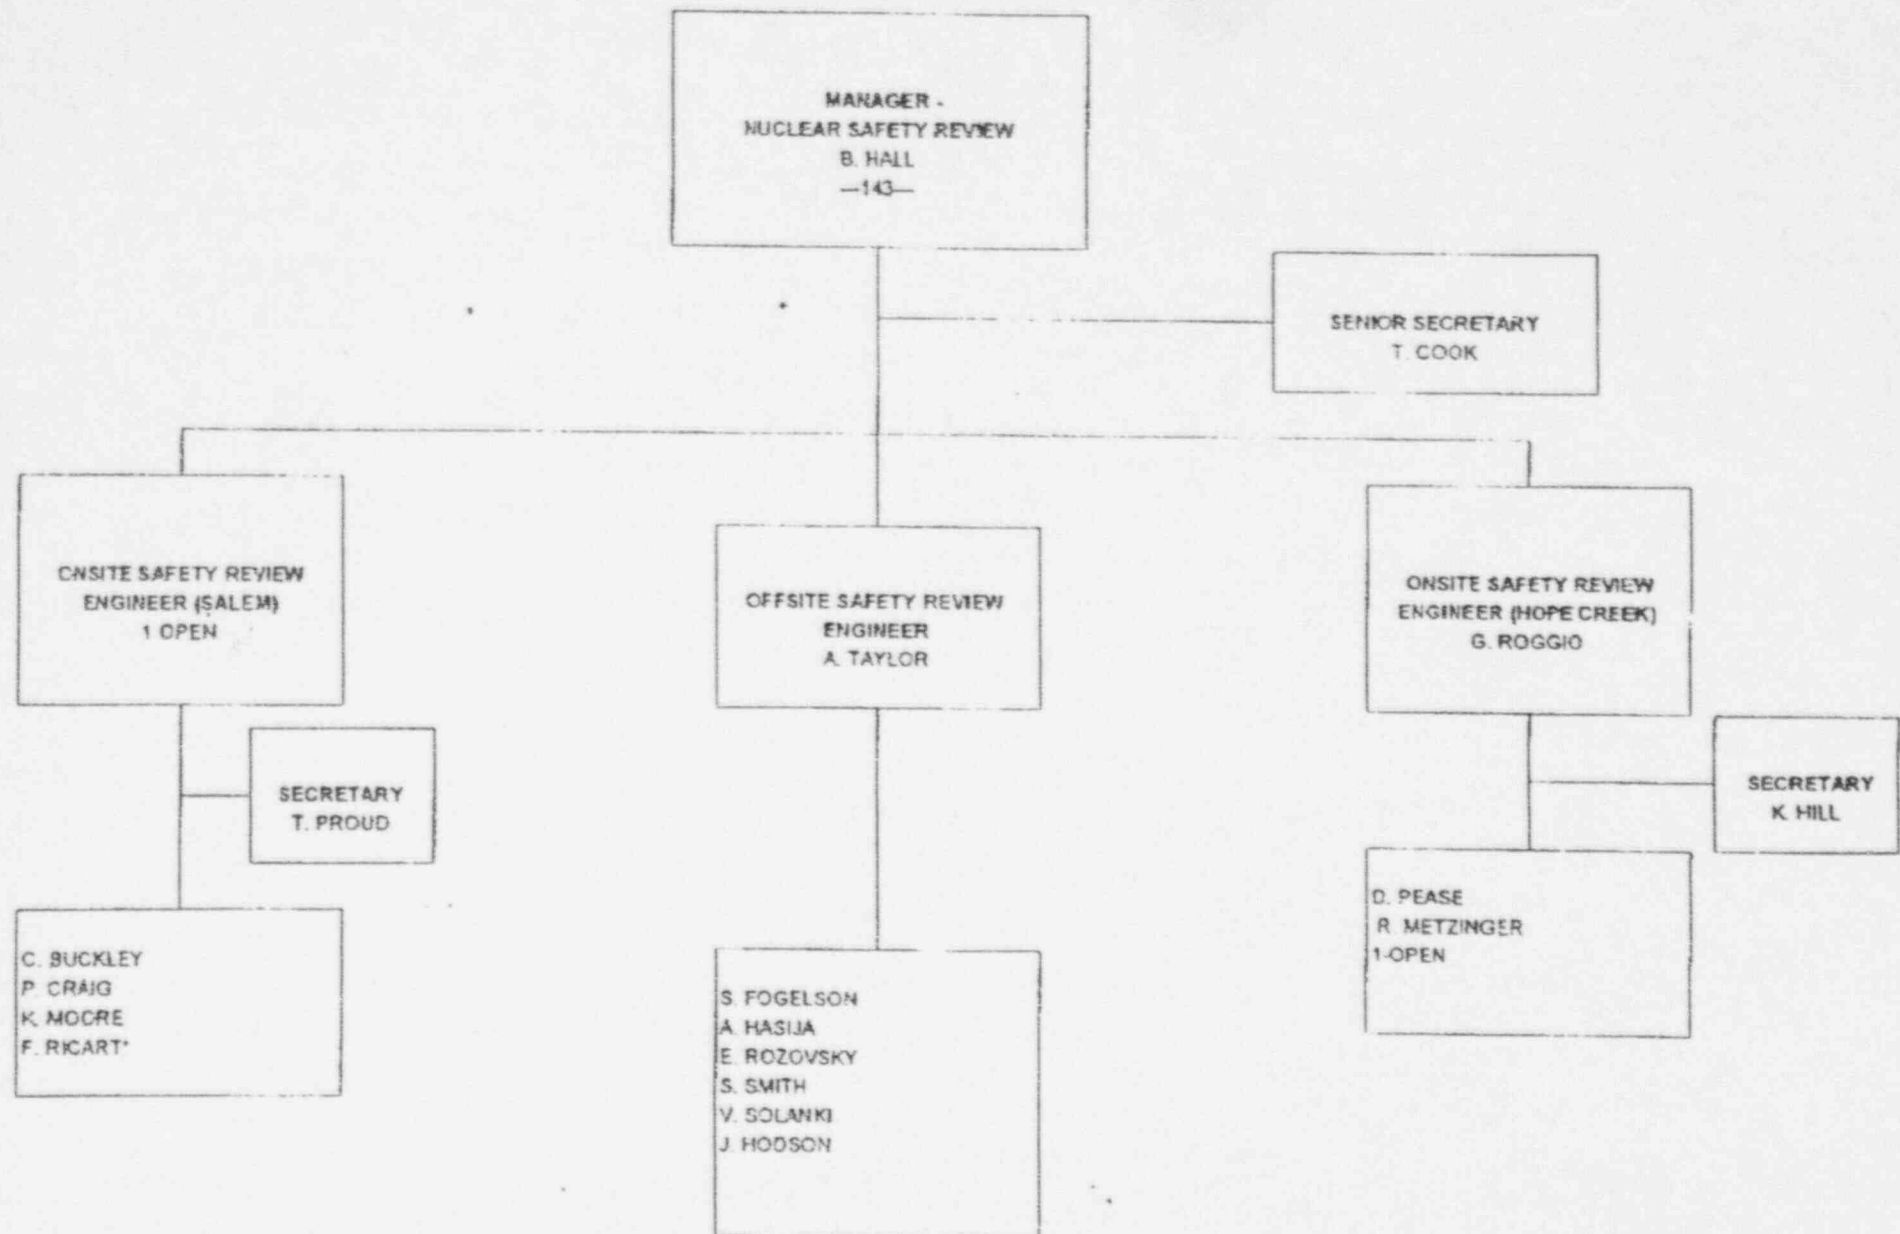 MANAGER -
NUCLEAR SAFETY REVIEW
B. HALL
—143—
SENIOR SECRETARY
T. COOK
ONSITE SAFETY REVIEW
ENGINEER (SALEM)
1 OPEN
OFFSITE SAFETY REVIEW
ENGINEER
A. TAYLOR
ONSITE SAFETY REVIEW
ENGINEER (HOPE CREEK)
G. ROGGIO
SECRETARY
T. PROUD
SECRETARY
K. HILL
C. BUCKLEY
P. CRAIG
K. MOORE
F. RICART*
S. FOGELSON
A. HASIJA
E. ROZOVSKY
S. SMITH
V. SOLANKI
J. HODSON
D. PEASE
R. METZINGER
1-OPEN